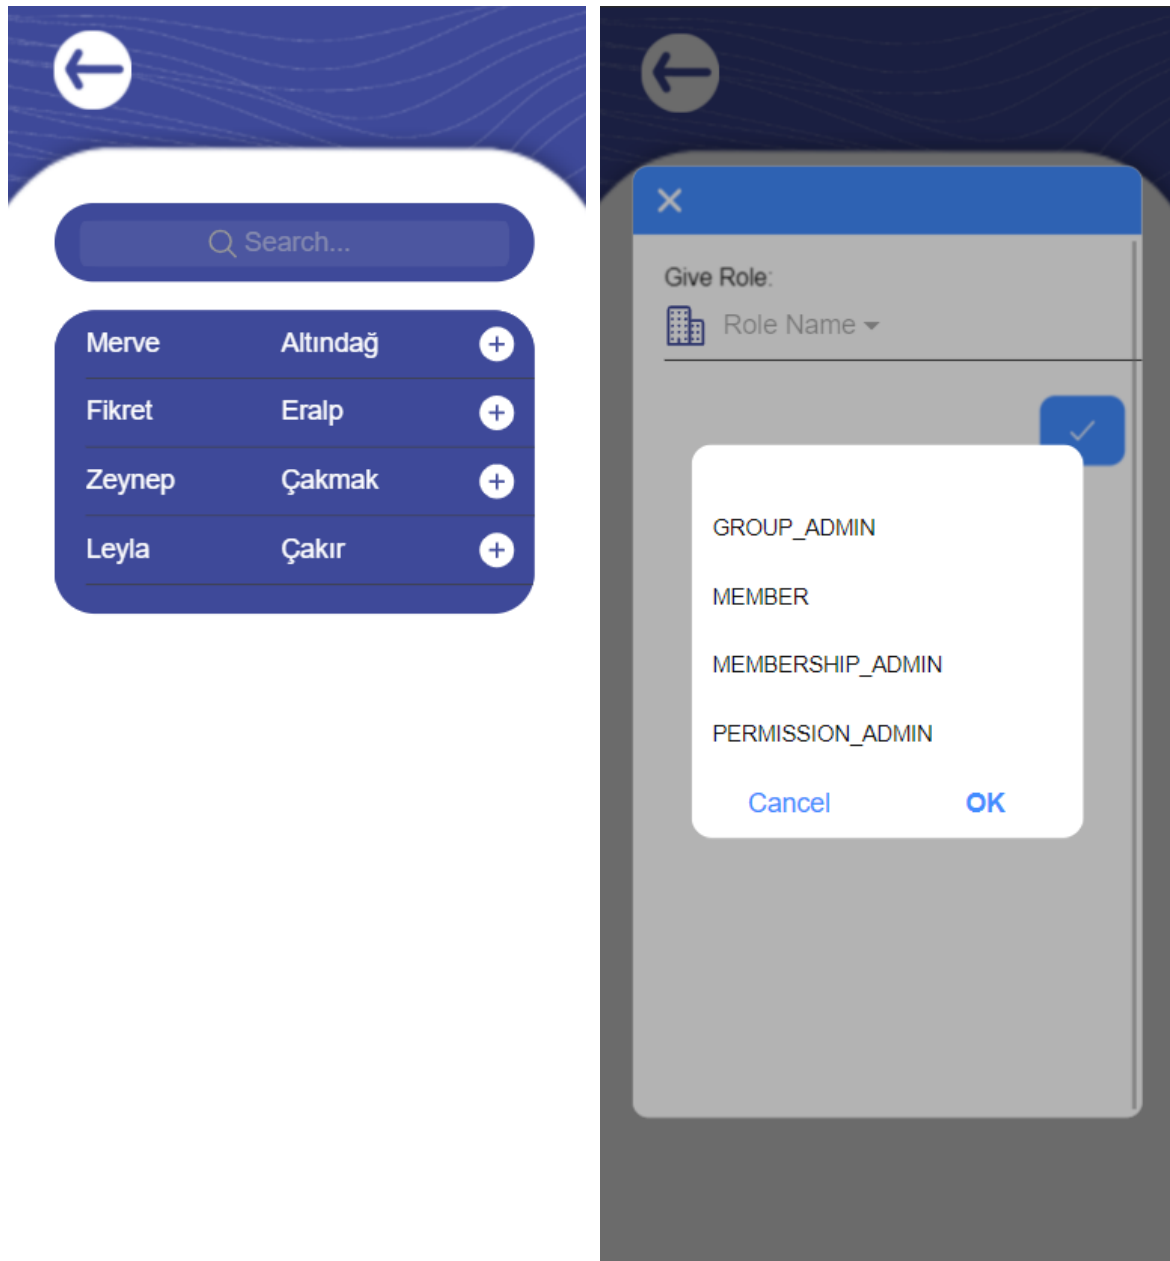 Search...
Merve Altındağ
Fikret Eralp
Zeynep Çakmak
Leyla Çakır
Give Role:
Role Name
GROUP_ADMIN
MEMBER
MEMBERSHIP_ADMIN
PERMISSION_ADMIN
Cancel OK